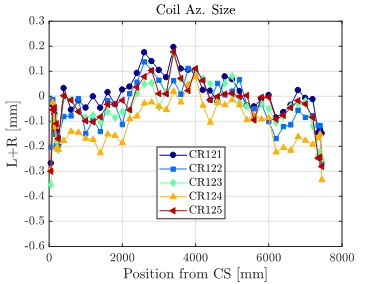 Coil Az. Size
0.3
0.2
0.1
0
-0.1
-0.2
-0.3
-0.4
-0.5
-0.6
L+R [mm]
CR121
CR122
CR123
CR124
CR125
0 2000 4000 6000 8000
Position from CS [mm]